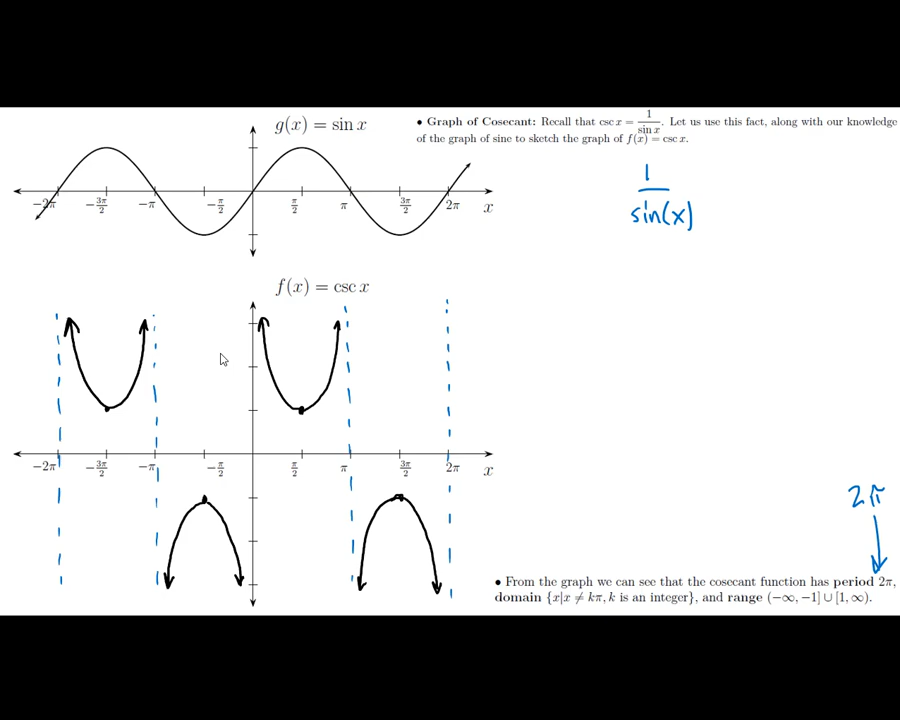 g(x) = sin x
−2π −3π/2 −π −π/2 π/2 π 3π/2 2π x
• Graph of Cosecant: Recall that csc x = 1/sin x. Let us use this fact, along with our knowledge
of the graph of sine to sketch the graph of f(x) = csc x.
1/sin(x)
f(x) = csc x
−2π −3π/2 −π −π/2 π/2 π 3π/2 2π x
2π
• From the graph we can see that the cosecant function has period 2π,
domain {x|x ≠ kπ, k is an integer}, and range (−∞, −1] ∪ [1, ∞).